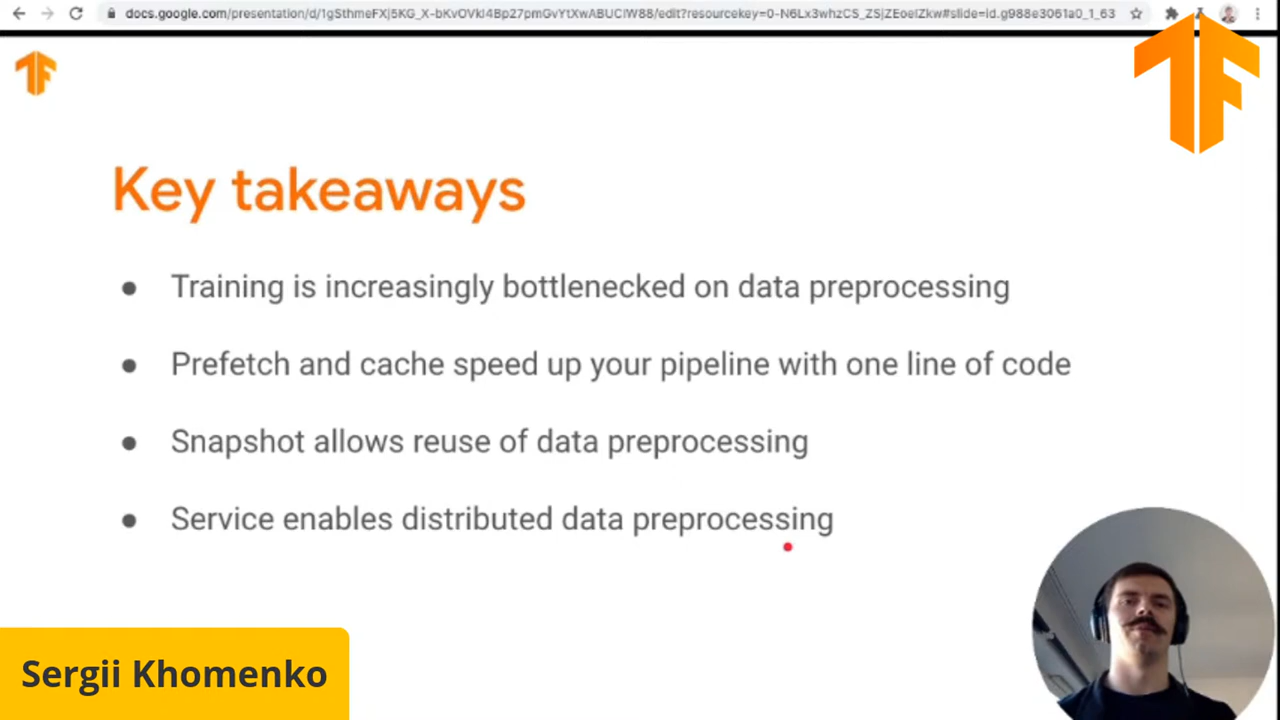 docs.google.com/presentation/d/1gSthmeFXj5KG_X-bKvOVkI4Bp27pmGvYtXwABUCIW88/edit?resourcekey=0-N6Lx3whzCS_ZSjZEoeIZkw#slide=id.g988e3061a0_1_63
Key takeaways
● Training is increasingly bottlenecked on data preprocessing
● Prefetch and cache speed up your pipeline with one line of code
● Snapshot allows reuse of data preprocessing
● Service enables distributed data preprocessing
Sergii Khomenko